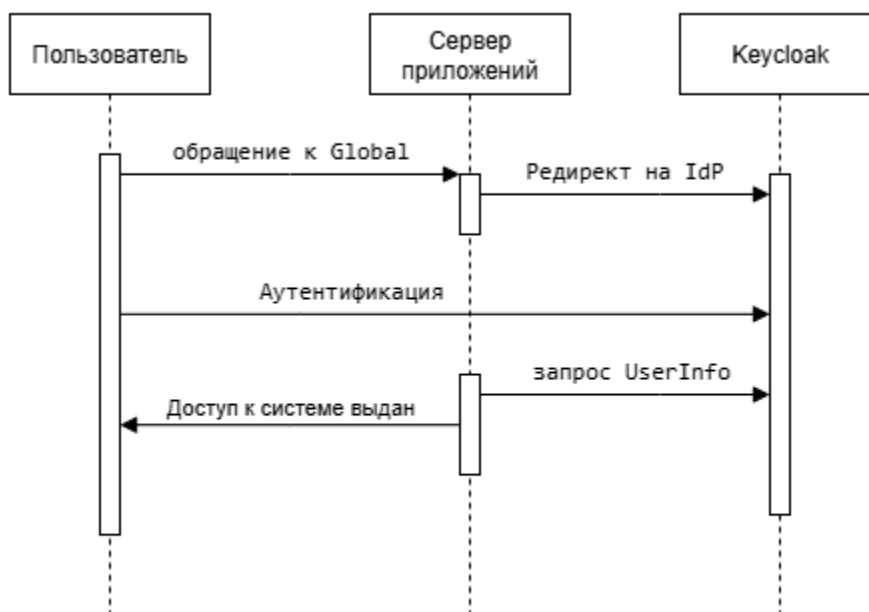 Пользователь
Сервер
приложений
Keycloak
обращение к Global
Редирект на IdP
Аутентификация
запрос UserInfo
Доступ к системе выдан